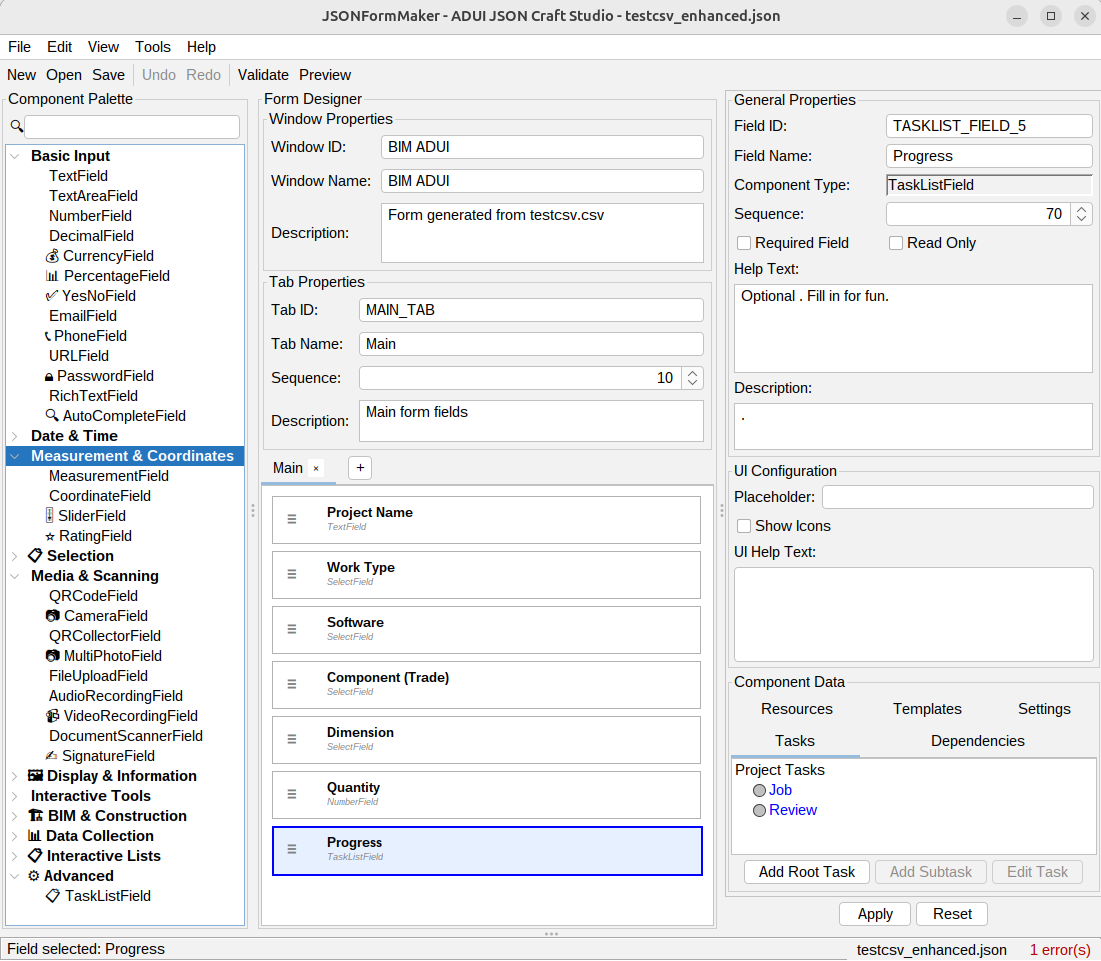 JSONFormMaker - ADUI JSON Craft Studio - testcsv_enhanced.json
File Edit View Tools Help
New Open Save Undo Redo Validate Preview
Component Palette
Basic Input
TextField
TextAreaField
NumberField
DecimalField
CurrencyField
PercentageField
YesNoField
EmailField
PhoneField
URLField
PasswordField
RichTextField
AutoCompleteField
Date & Time
Measurement & Coordinates
MeasurementField
CoordinateField
SliderField
RatingField
Selection
Media & Scanning
QRCodeField
CameraField
QRCollectorField
MultiPhotoField
FileUploadField
AudioRecordingField
VideoRecordingField
DocumentScannerField
SignatureField
Display & Information
Interactive Tools
BIM & Construction
Data Collection
Interactive Lists
Advanced
TaskListField
Form Designer
Window Properties
Window ID: BIM ADUI
Window Name: BIM ADUI
Description: Form generated from testcsv.csv
Tab Properties
Tab ID: MAIN_TAB
Tab Name: Main
Sequence: 10
Description: Main form fields
Main × +
Project Name
TextField
Work Type
SelectField
Software
SelectField
Component (Trade)
SelectField
Dimension
SelectField
Quantity
NumberField
Progress
TaskListField
General Properties
Field ID: TASKLIST_FIELD_5
Field Name: Progress
Component Type: TaskListField
Sequence: 70
Required Field Read Only
Help Text:
Optional . Fill in for fun.
Description:
.
UI Configuration
Placeholder:
Show Icons
UI Help Text:
Component Data
Resources Templates Settings
Tasks Dependencies
Project Tasks
Job
Review
Add Root Task Add Subtask Edit Task
Apply Reset
Field selected: Progress testcsv_enhanced.json 1 error(s)